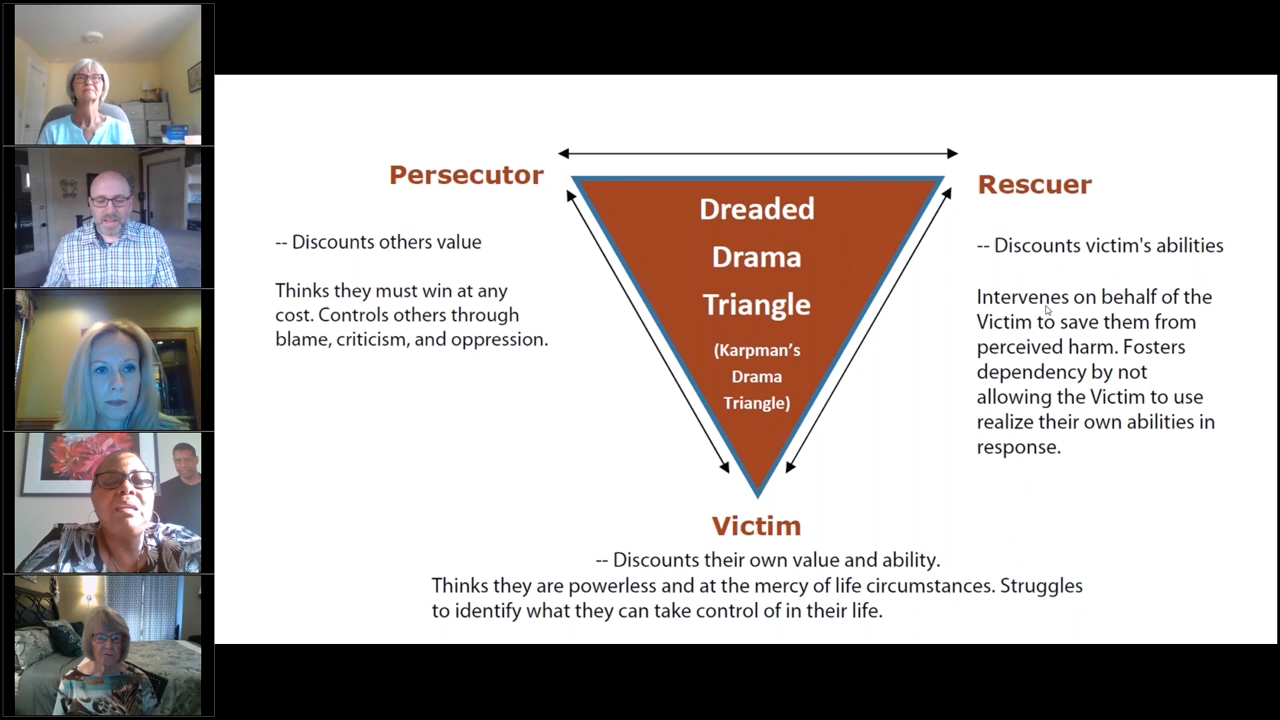 Persecutor
-- Discounts others value
Thinks they must win at any
cost. Controls others through
blame, criticism, and oppression.
Dreaded
Drama
Triangle
(Karpman's
Drama
Triangle)
Rescuer
-- Discounts victim's abilities
Intervenes on behalf of the
Victim to save them from
perceived harm. Fosters
dependency by not
allowing the Victim to use
realize their own abilities in
response.
Victim
-- Discounts their own value and ability.
Thinks they are powerless and at the mercy of life circumstances. Struggles
to identify what they can take control of in their life.